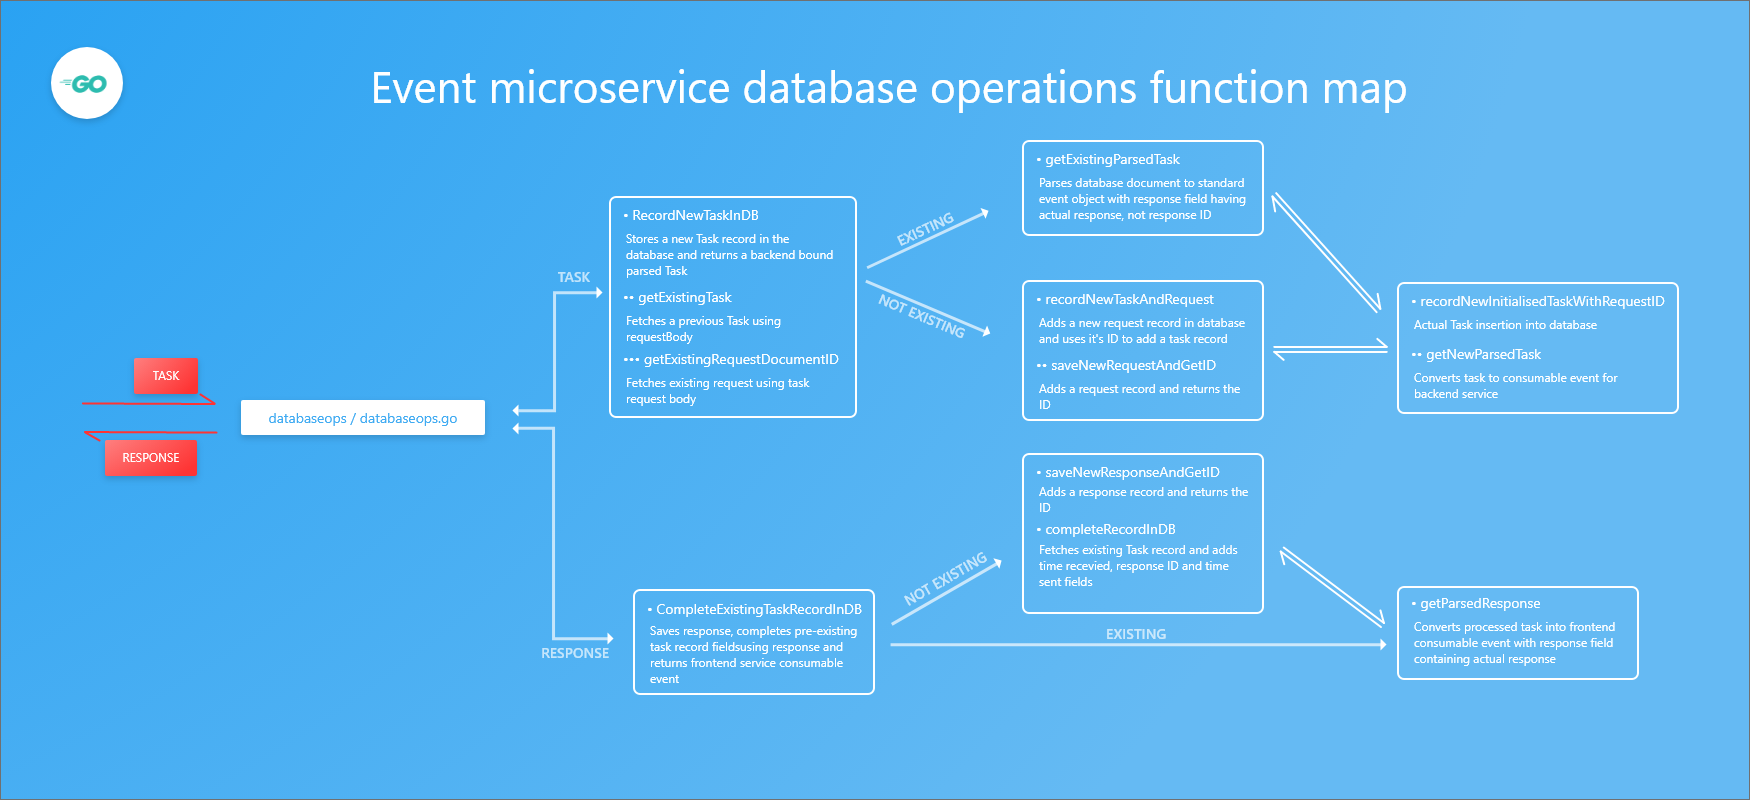 GO
Event microservice database operations function map
TASK
RESPONSE
databaseops / databaseops.go
TASK
RESPONSE
• RecordNewTaskInDB
Stores a new Task record in the
database and returns a backend bound
parsed Task
•• getExistingTask
Fetches a previous Task using
requestBody
••• getExistingRequestDocumentID
Fetches existing request using task
request body
EXISTING
NOT EXISTING
• getExistingParsedTask
Parses database document to standard
event object with response field having
actual response, not response ID
• recordNewTaskAndRequest
Adds a new request record in database
and uses it's ID to add a task record
•• saveNewRequestAndGetID
Adds a request record and returns the
ID
• recordNewInitialisedTaskWithRequestID
Actual Task insertion into database
•• getNewParsedTask
Converts task to consumable event for
backend service
• CompleteExistingTaskRecordInDB
Saves response, completes pre-existing
task record fieldsusing response and
returns frontend service consumable
event
NOT EXISTING
EXISTING
• saveNewResponseAndGetID
Adds a response record and returns the
ID
• completeRecordInDB
Fetches existing Task record and adds
time recevied, response ID and time
sent fields
• getParsedResponse
Converts processed task into frontend
consumable event with response field
containing actual response